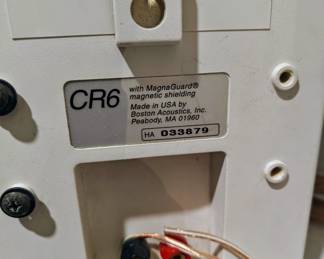 CR6
with MagnaGuard®
magnetic shielding
Made in USA by
Boston Acoustics, Inc.
Peabody, MA 01960
HA 033879